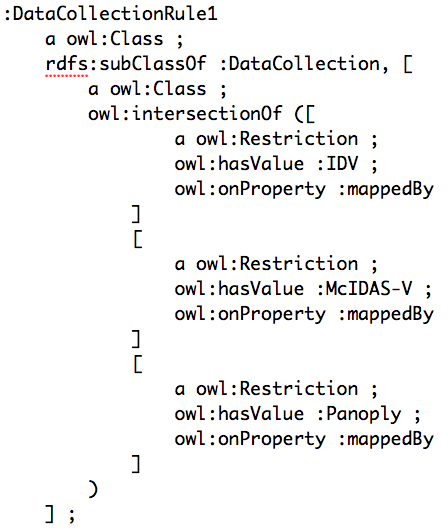 :DataCollectionRule1
a owl:Class ;
rdfs:subClassOf :DataCollection, [
a owl:Class ;
owl:intersectionOf ([
a owl:Restriction ;
owl:hasValue :IDV ;
owl:onProperty :mappedBy
]
[
a owl:Restriction ;
owl:hasValue :McIDAS-V ;
owl:onProperty :mappedBy
]
[
a owl:Restriction ;
owl:hasValue :Panoply ;
owl:onProperty :mappedBy
]
)
] ;